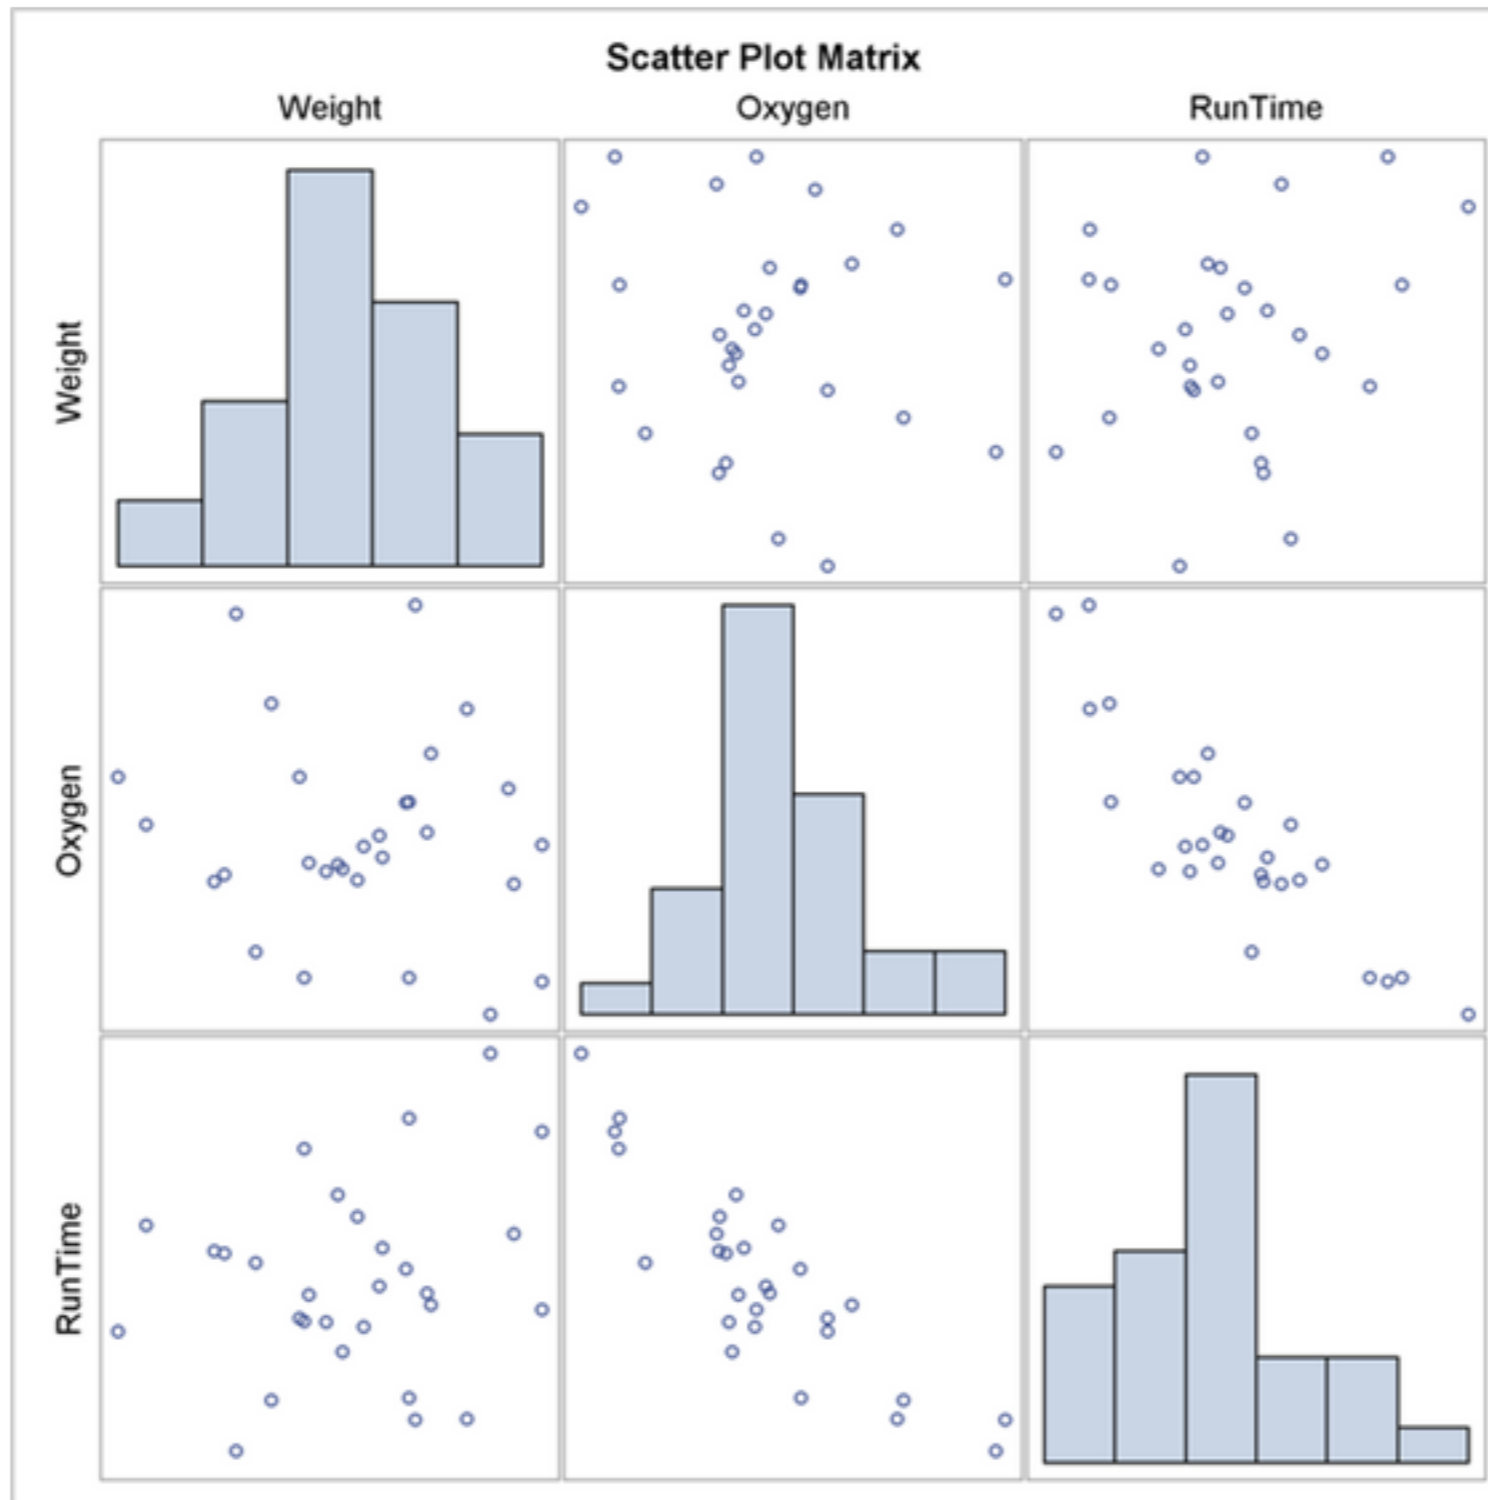 Scatter Plot Matrix
Weight Oxygen RunTime
Weight
Oxygen
RunTime